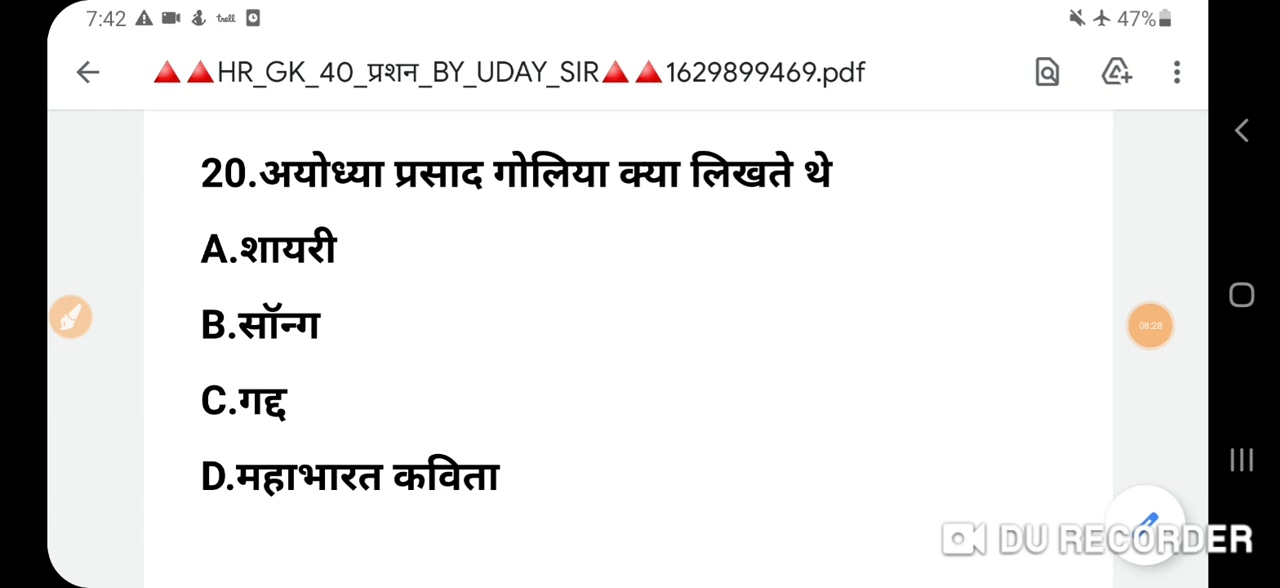 7:42 trell 47%
🔺🔺HR_GK_40_प्रशन_BY_UDAY_SIR🔺🔺1629899469.pdf
20.अयोध्या प्रसाद गोलिया क्या लिखते थे
A.शायरी
B.सॉन्ग
08:28
C.गद्द
D.महाभारत कविता
DU RECORDER